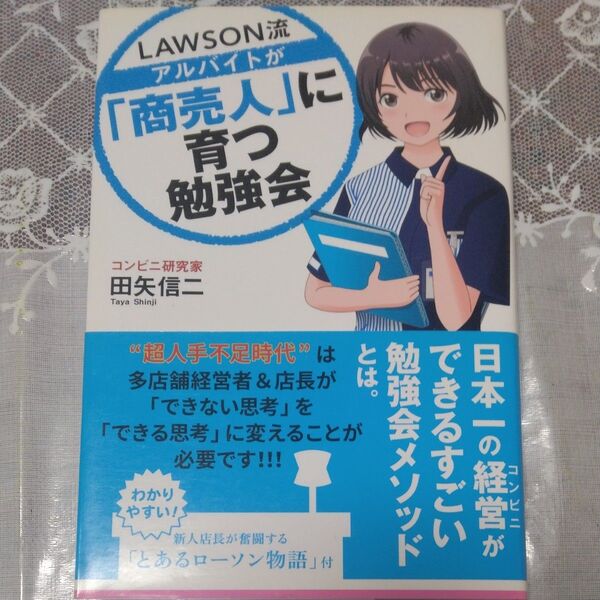 LAWSON流
アルバイトが
「商売人」に
育つ
勉強会
コンビニ研究家
田矢信二
Taya Shinji
日本一の経営が
コンビニ
できるすごい
勉強会メソッド
とは。
“超人手不足時代”は
多店舗経営者＆店長が
「できない思考」を
「できる思考」に変えることが
必要です!!!
わかり
やすい！
新人店長が奮闘する
「とあるローソン物語」付